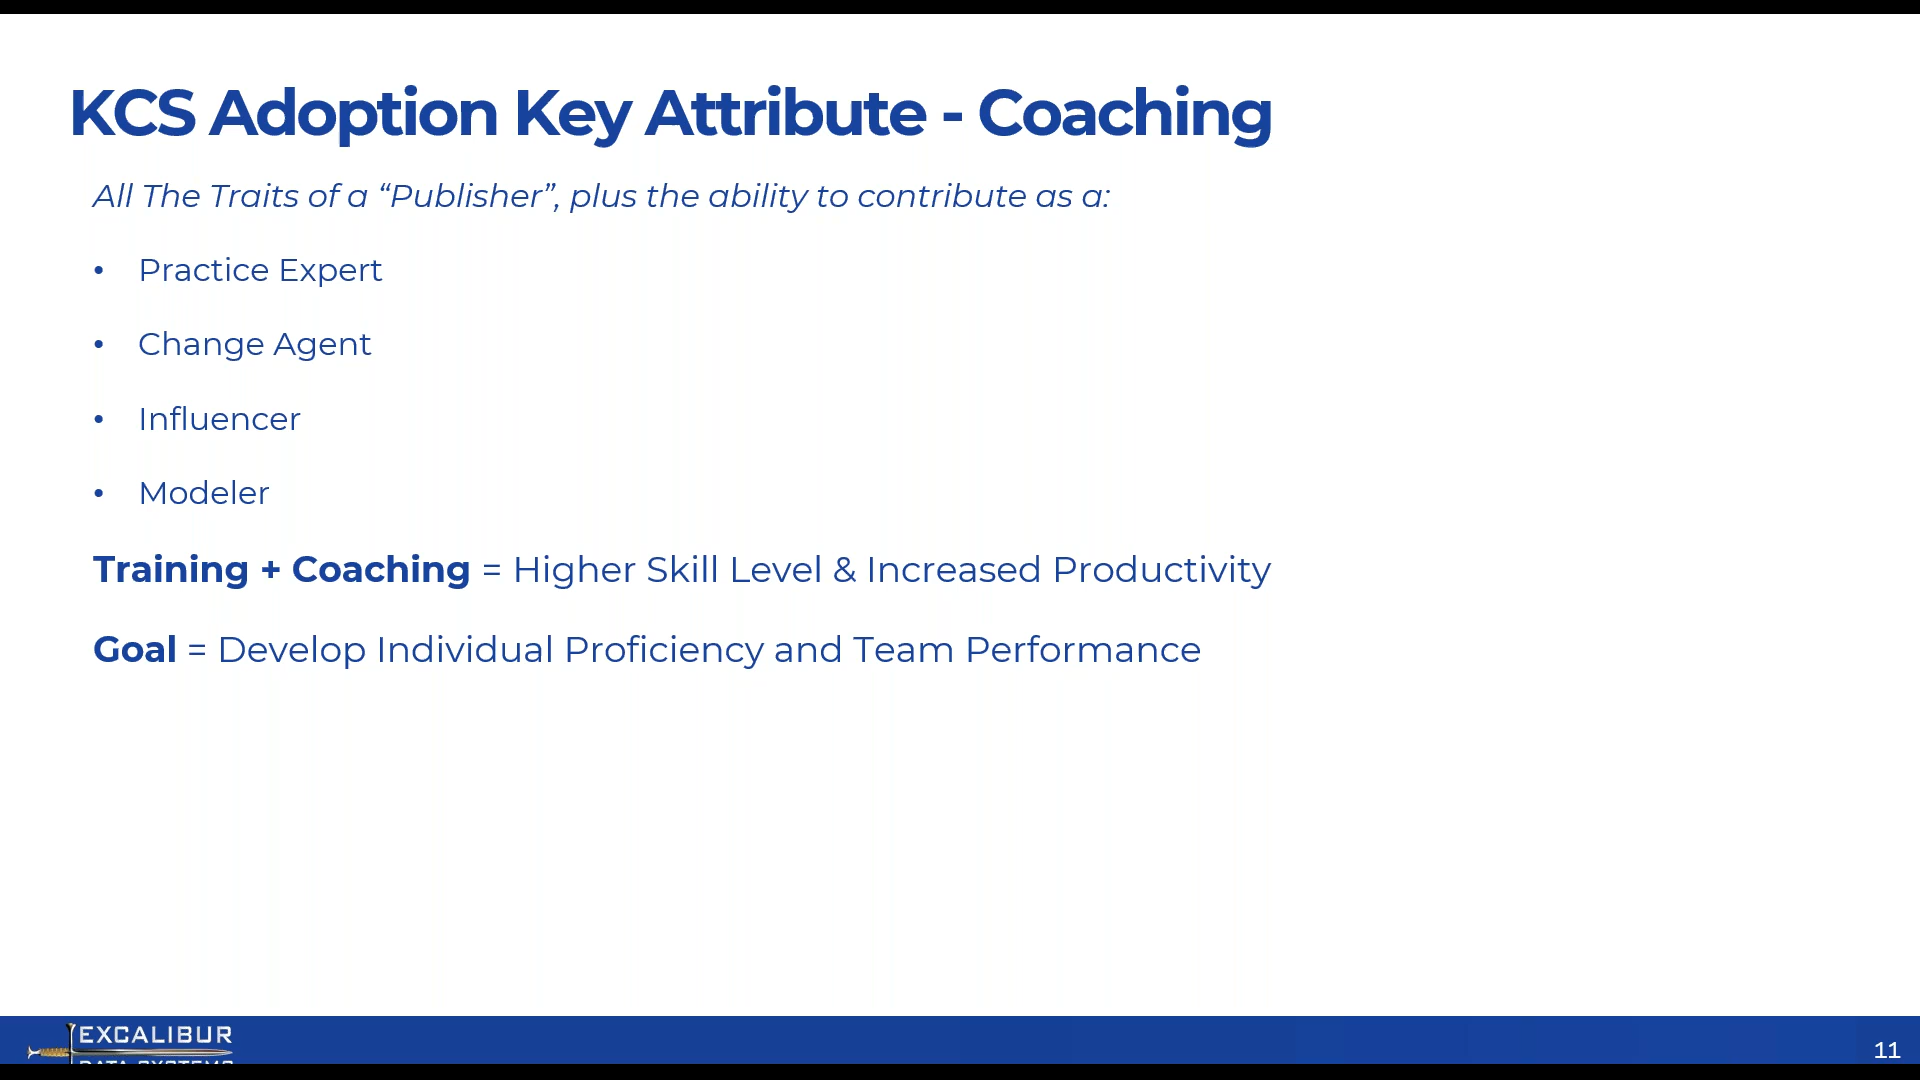 KCS Adoption Key Attribute - Coaching
All The Traits of a “Publisher”, plus the ability to contribute as a:
• Practice Expert
• Change Agent
• Influencer
• Modeler
Training + Coaching = Higher Skill Level & Increased Productivity
Goal = Develop Individual Proficiency and Team Performance
EXCALIBUR
DATA SYSTEMS
11